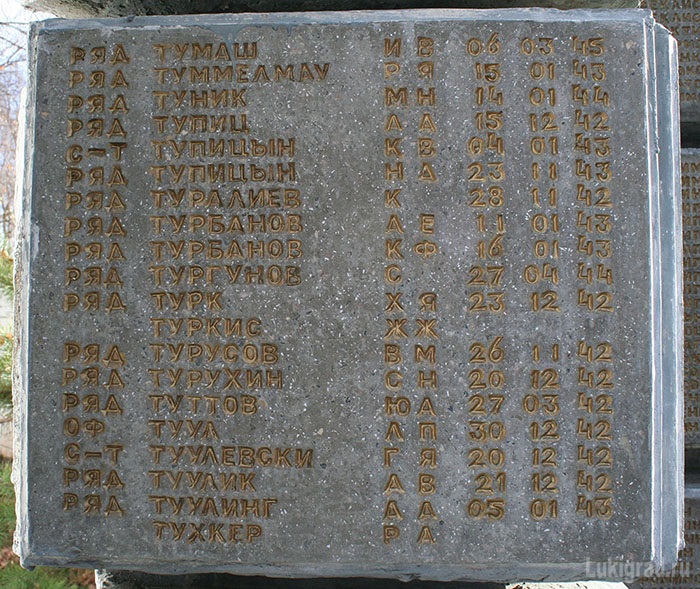 РЯД ТУМАШ И В 06 03 45
РЯД ТУММЕЛМАУ Р Я 15 01 43
РЯД ТУНИК М Н 14 01 44
РЯД ТУПИЦ А А 15 12 42
С-Т ТУПИЦЫН К В 04 01 43
РЯД ТУПИЦЫН Н А 23 11 43
РЯД ТУРАЛИЕВ К 28 11 42
РЯД ТУРБАНОВ А Е 11 01 43
РЯД ТУРБАНОВ К Ф 16 01 43
РЯД ТУРГУНОВ С 27 04 44
РЯД ТУРК Х Я 23 12 42
ТУРКИС Ж Ж
РЯД ТУРУСОВ В М 26 11 42
РЯД ТУРУХИН С Н 20 12 42
РЯД ТУТТОВ Ю А 27 03 42
ОФ ТУУЛ Л П 30 12 42
С-Т ТУУЛЕВСКИ Г Я 20 12 42
РЯД ТУУЛИК А В 21 12 42
РЯД ТУУЛИНГ А А 05 01 43
ТУХКЕР Р А
Lukigrad.ru